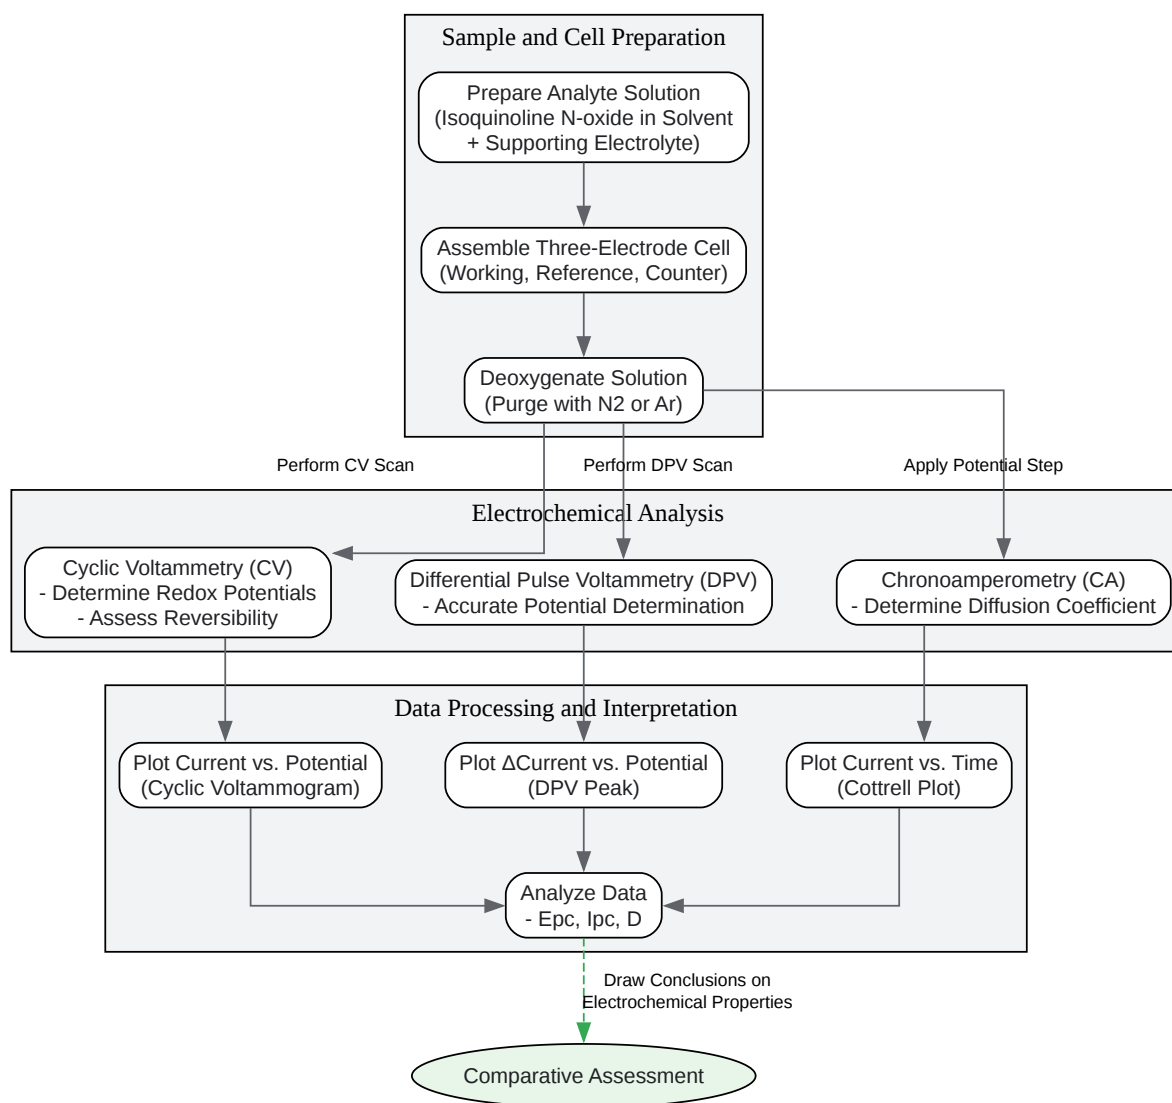 Sample and Cell Preparation
Prepare Analyte Solution
(Isoquinoline N-oxide in Solvent
+ Supporting Electrolyte)
Assemble Three-Electrode Cell
(Working, Reference, Counter)
Deoxygenate Solution
(Purge with N2 or Ar)
Perform CV Scan
Perform DPV Scan
Apply Potential Step
Electrochemical Analysis
Cyclic Voltammetry (CV)
- Determine Redox Potentials
- Assess Reversibility
Differential Pulse Voltammetry (DPV)
- Accurate Potential Determination
Chronoamperometry (CA)
- Determine Diffusion Coefficient
Data Processing and Interpretation
Plot Current vs. Potential
(Cyclic Voltammogram)
Plot ΔCurrent vs. Potential
(DPV Peak)
Plot Current vs. Time
(Cottrell Plot)
Analyze Data
- Epc, Ipc, D
Draw Conclusions on
Electrochemical Properties
Comparative Assessment